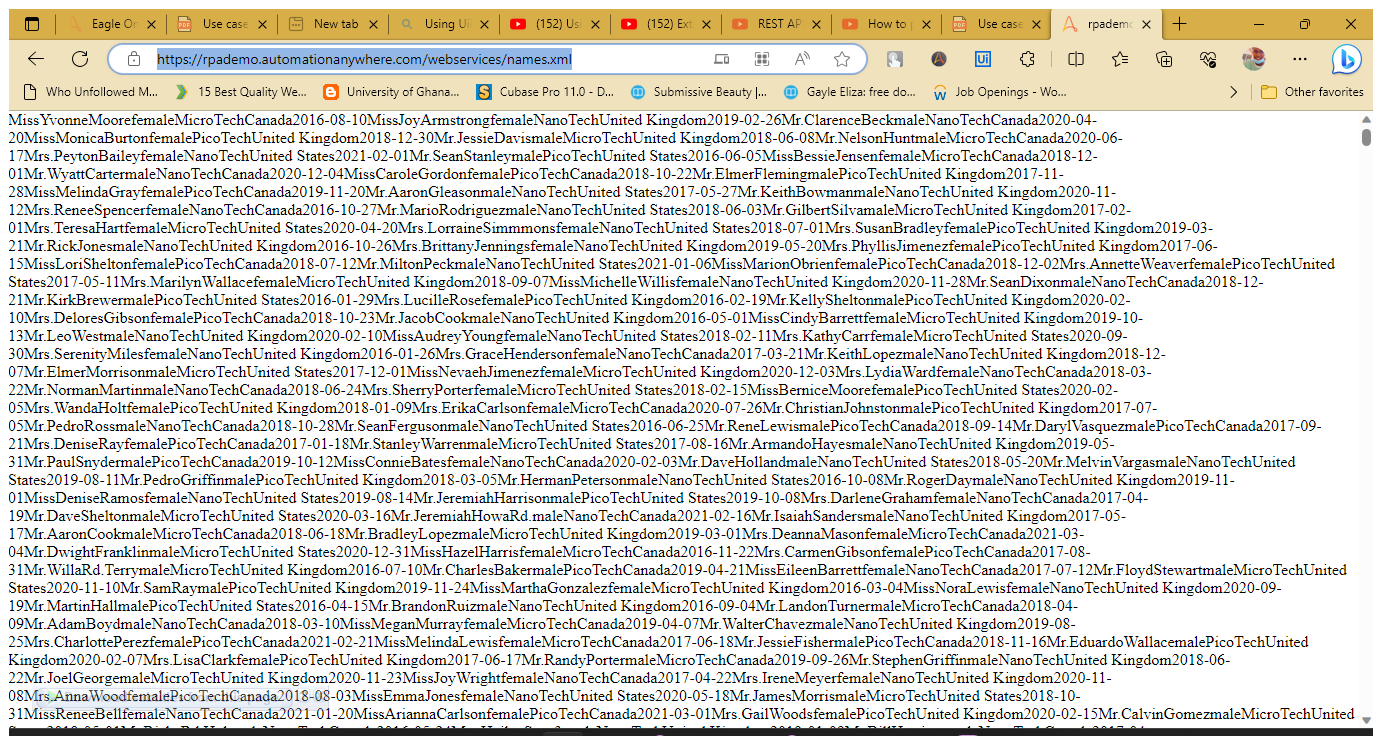 Eagle On
Use case
New tab
Using Ui
(152) Usi
(152) Ext
REST AP
How to p
Use case
rpademo
https://rpademo.automationanywhere.com/webservices/names.xml
Who Unfollowed M...
15 Best Quality We...
University of Ghana...
Cubase Pro 11.0 - D...
Submissive Beauty |...
Gayle Eliza: free do...
Job Openings - Wo...
Other favorites
MissYvonneMoorefemaleMicroTechCanada2016-08-10MissJoyArmstrongfemaleNanoTechUnited Kingdom2019-02-26Mr.ClarenceBeckmaleNanoTechCanada2020-04-
20MissMonicaBurtonfemalePicoTechUnited Kingdom2018-12-30Mr.JessieDavismaleMicroTechUnited Kingdom2018-06-08Mr.NelsonHuntmaleMicroTechCanada2020-06-
17Mrs.PeytonBaileyfemaleNanoTechUnited States2021-02-01Mr.SeanStanleymalePicoTechUnited States2016-06-05MissBessieJensenfemaleMicroTechCanada2018-12-
01Mr.WyattCartermaleNanoTechCanada2020-12-04MissCaroleGordonfemalePicoTechCanada2018-10-22Mr.ElmerFlemingmalePicoTechUnited Kingdom2017-11-
28MissMelindaGrayfemalePicoTechCanada2019-11-20Mr.AaronGleasonmaleNanoTechUnited States2017-05-27Mr.KeithBowmanmaleNanoTechUnited Kingdom2020-11-
12Mrs.ReneeSpencerfemaleNanoTechCanada2016-10-27Mr.MarioRodriguezmaleNanoTechUnited States2018-06-03Mr.GilbertSilvamaleMicroTechUnited Kingdom2017-02-
01Mrs.TeresaHartfemaleMicroTechUnited States2020-04-20Mrs.LorraineSimmmonsfemaleNanoTechUnited States2018-07-01Mrs.SusanBradleyfemalePicoTechUnited Kingdom2019-03-
21Mr.RickJonesmaleNanoTechUnited Kingdom2016-10-26Mrs.BrittanyJenningsfemaleNanoTechUnited Kingdom2019-05-20Mrs.PhyllisJimenezfemalePicoTechUnited Kingdom2017-06-
15MissLoriSheltonfemalePicoTechCanada2018-07-12Mr.MiltonPeckmaleNanoTechUnited States2021-01-06MissMarionObrienfemalePicoTechCanada2018-12-02Mrs.AnnetteWeaverfemalePicoTechUnited
States2017-05-11Mrs.MarilynWallacefemaleMicroTechUnited Kingdom2018-09-07MissMichelleWillisfemaleNanoTechUnited Kingdom2020-11-28Mr.SeanDixonmaleNanoTechCanada2018-12-
21Mr.KirkBrewermalePicoTechUnited States2016-01-29Mrs.LucilleRosefemalePicoTechUnited Kingdom2016-02-19Mr.KellySheltonmalePicoTechCanada2020-02-
10Mrs.DeloresGibsonfemalePicoTechCanada2018-10-23Mr.JacobCookmaleNanoTechUnited Kingdom2016-05-01MissCindyBarrettfemaleMicroTechUnited Kingdom2019-10-
13Mr.LeoWestmaleNanoTechUnited Kingdom2020-02-10MissAudreyYoungfemaleNanoTechUnited States2018-02-11Mrs.KathyCarrfemaleMicroTechUnited States2020-09-
30Mrs.SerenityMilesfemaleNanoTechUnited Kingdom2016-01-26Mrs.GraceHendersonfemaleNanoTechCanada2017-03-21Mr.KeithLopezmaleNanoTechUnited Kingdom2018-12-
07Mr.ElmerMorrisonmaleMicroTechUnited States2017-12-01MissNevaehJimenezfemaleMicroTechUnited Kingdom2020-12-03Mrs.LydiaWardfemaleNanoTechCanada2018-03-
22Mr.NormanMartinmaleNanoTechCanada2018-06-24Mrs.SherryPorterfemaleMicroTechUnited States2018-02-15MissBerniceMoorefemalePicoTechUnited States2020-02-
05Mrs.WandaHoltfemalePicoTechUnited Kingdom2018-01-09Mrs.ErikaCarlsonfemaleMicroTechCanada2020-07-26Mr.ChristianJohnstonmalePicoTechUnited Kingdom2017-07-
05Mr.PedroRossmaleNanoTechCanada2018-10-28Mr.SeanFergusonmaleNanoTechUnited States2016-06-25Mr.ReneLewismalePicoTechCanada2018-09-14Mr.DarylVasquezmalePicoTechCanada2017-09-
21Mrs.DeniseRayfemalePicoTechCanada2017-01-18Mr.StanleyWarrenmaleMicroTechUnited States2017-08-16Mr.ArmandoHayesmaleNanoTechUnited Kingdom2019-05-
31Mr.PaulSnydermalePicoTechCanada2019-10-12MissConnieBatesfemaleNanoTechCanada2020-02-03Mr.DaveHollandmaleNanoTechUnited States2018-05-20Mr.MelvinVargasmaleNanoTechUnited
States2019-08-11Mr.PedroGriffinmalePicoTechUnited Kingdom2018-03-05Mr.HermanPetersonmaleNanoTechUnited States2016-10-08Mr.RogerDaymaleNanoTechUnited Kingdom2019-11-
01MissDeniseRamosfemaleNanoTechUnited States2019-08-14Mr.JeremiahHarrisonmalePicoTechUnited States2019-10-08Mrs.DarleneGrahamfemaleNanoTechCanada2017-04-
19Mr.DaveSheltonmaleMicroTechUnited States2020-03-16Mr.JeremiahHowaRd.maleNanoTechCanada2021-02-16Mr.IsaiahSandersmaleNanoTechUnited Kingdom2017-05-
17Mr.AaronCookmaleMicroTechCanada2018-06-18Mr.BradleyLopezmaleMicroTechUnited Kingdom2019-03-01Mrs.DeannaMasonfemaleMicroTechCanada2021-03-
04Mr.DwightFranklinmaleMicroTechUnited States2020-12-31MissHazelHarrisfemaleMicroTechCanada2016-11-22Mrs.CarmenGibsonfemalePicoTechCanada2017-08-
31Mr.WillaRd.TerrymaleMicroTechUnited Kingdom2016-07-10Mr.CharlesBakermalePicoTechCanada2019-04-21MissEileenBarrettfemaleNanoTechCanada2017-07-12Mr.FloydStewartmaleMicroTechUnited
States2020-11-10Mr.SamRaymalePicoTechUnited Kingdom2019-11-24MissMarthaGonzalezfemaleMicroTechUnited Kingdom2016-03-04MissNoraLewisfemaleNanoTechUnited Kingdom2020-09-
19Mr.MartinHallmalePicoTechUnited States2016-04-15Mr.BrandonRuizmaleNanoTechUnited Kingdom2016-09-04Mr.LandonTurnermaleMicroTechCanada2018-04-
09Mr.AdamBoydmaleNanoTechCanada2018-03-10MissMeganMurrayfemaleMicroTechCanada2019-04-07Mr.WalterChavezmaleNanoTechUnited Kingdom2019-08-
25Mrs.CharlottePerezfemalePicoTechCanada2021-02-21MissMelindaLewisfemaleMicroTechCanada2017-06-18Mr.JessieFishermalePicoTechCanada2018-11-16Mr.EduardoWallacemalePicoTechUnited
Kingdom2020-02-07Mrs.LisaClarkfemalePicoTechUnited Kingdom2017-06-17Mr.RandyPortermaleMicroTechCanada2019-09-26Mr.StephenGriffinmaleNanoTechUnited Kingdom2018-06-
22Mr.JoelGeorgemaleMicroTechUnited Kingdom2020-11-23MissJoyWrightfemaleNanoTechCanada2017-04-22Mrs.IreneMeyerfemaleNanoTechCanada2020-11-
08Mrs.AnnaWoodfemalePicoTechCanada2018-08-03MissEmmaJonesfemaleNanoTechUnited States2020-05-18Mr.JamesMorrismaleMicroTechUnited States2018-10-
31MissReneeBellfemaleNanoTechCanada2021-01-20MissAriannaCarlsonfemalePicoTechCanada2021-03-01Mrs.GailWoodsfemalePicoTechUnited Kingdom2020-02-15Mr.CalvinGomezmaleMicroTechUnited